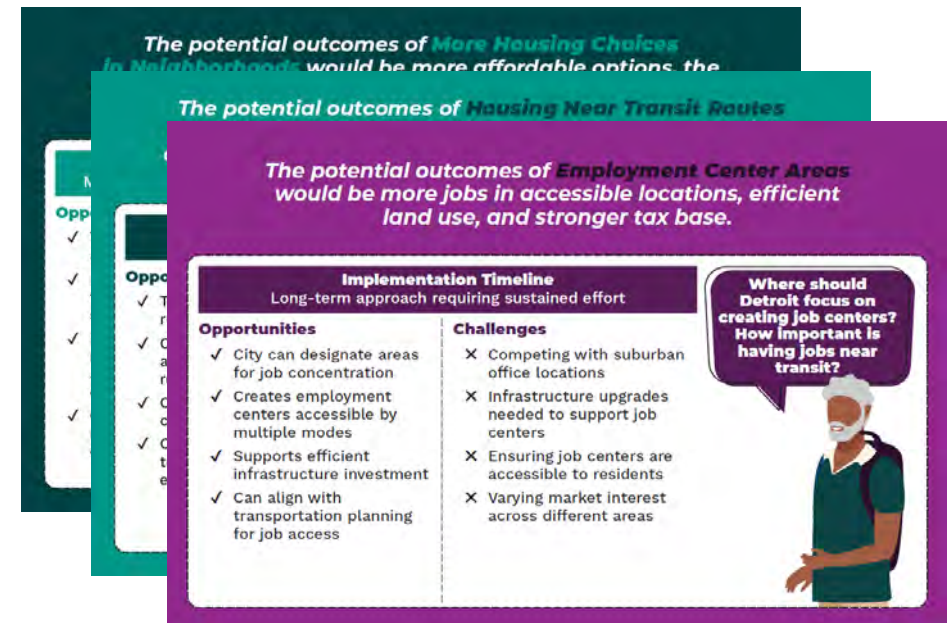 The potential outcomes of More Housing Choices
in Neighborhoods would be more affordable options, the
The potential outcomes of Housing Near Transit Routes
The potential outcomes of Employment Center Areas
would be more jobs in accessible locations, efficient
land use, and stronger tax base.
Implementation Timeline
Long-term approach requiring sustained effort
Opportunities
✓ City can designate areas
for job concentration
✓ Creates employment
centers accessible by
multiple modes
✓ Supports efficient
infrastructure investment
✓ Can align with
transportation planning
for job access
Challenges
✕ Competing with suburban
office locations
✕ Infrastructure upgrades
needed to support job
centers
✕ Ensuring job centers are
accessible to residents
✕ Varying market interest
across different areas
Where should
Detroit focus on
creating job centers?
How important is
having jobs near
transit?